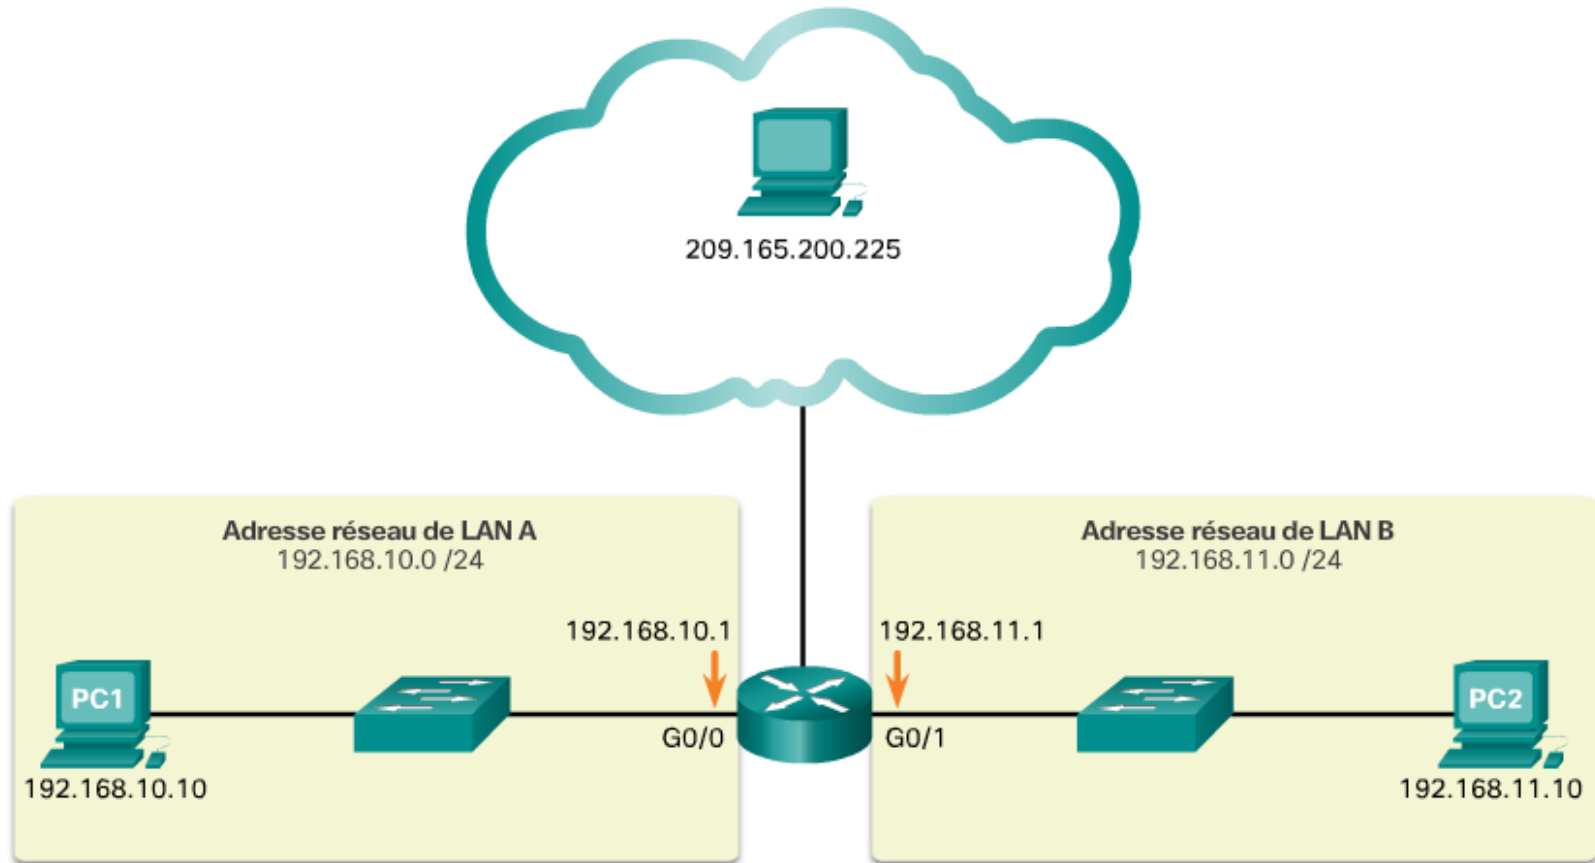 209.165.200.225
Adresse réseau de LAN A
192.168.10.0 /24
192.168.10.1
PC1
G0/0
192.168.10.10
Adresse réseau de LAN B
192.168.11.0 /24
192.168.11.1
G0/1
PC2
192.168.11.10